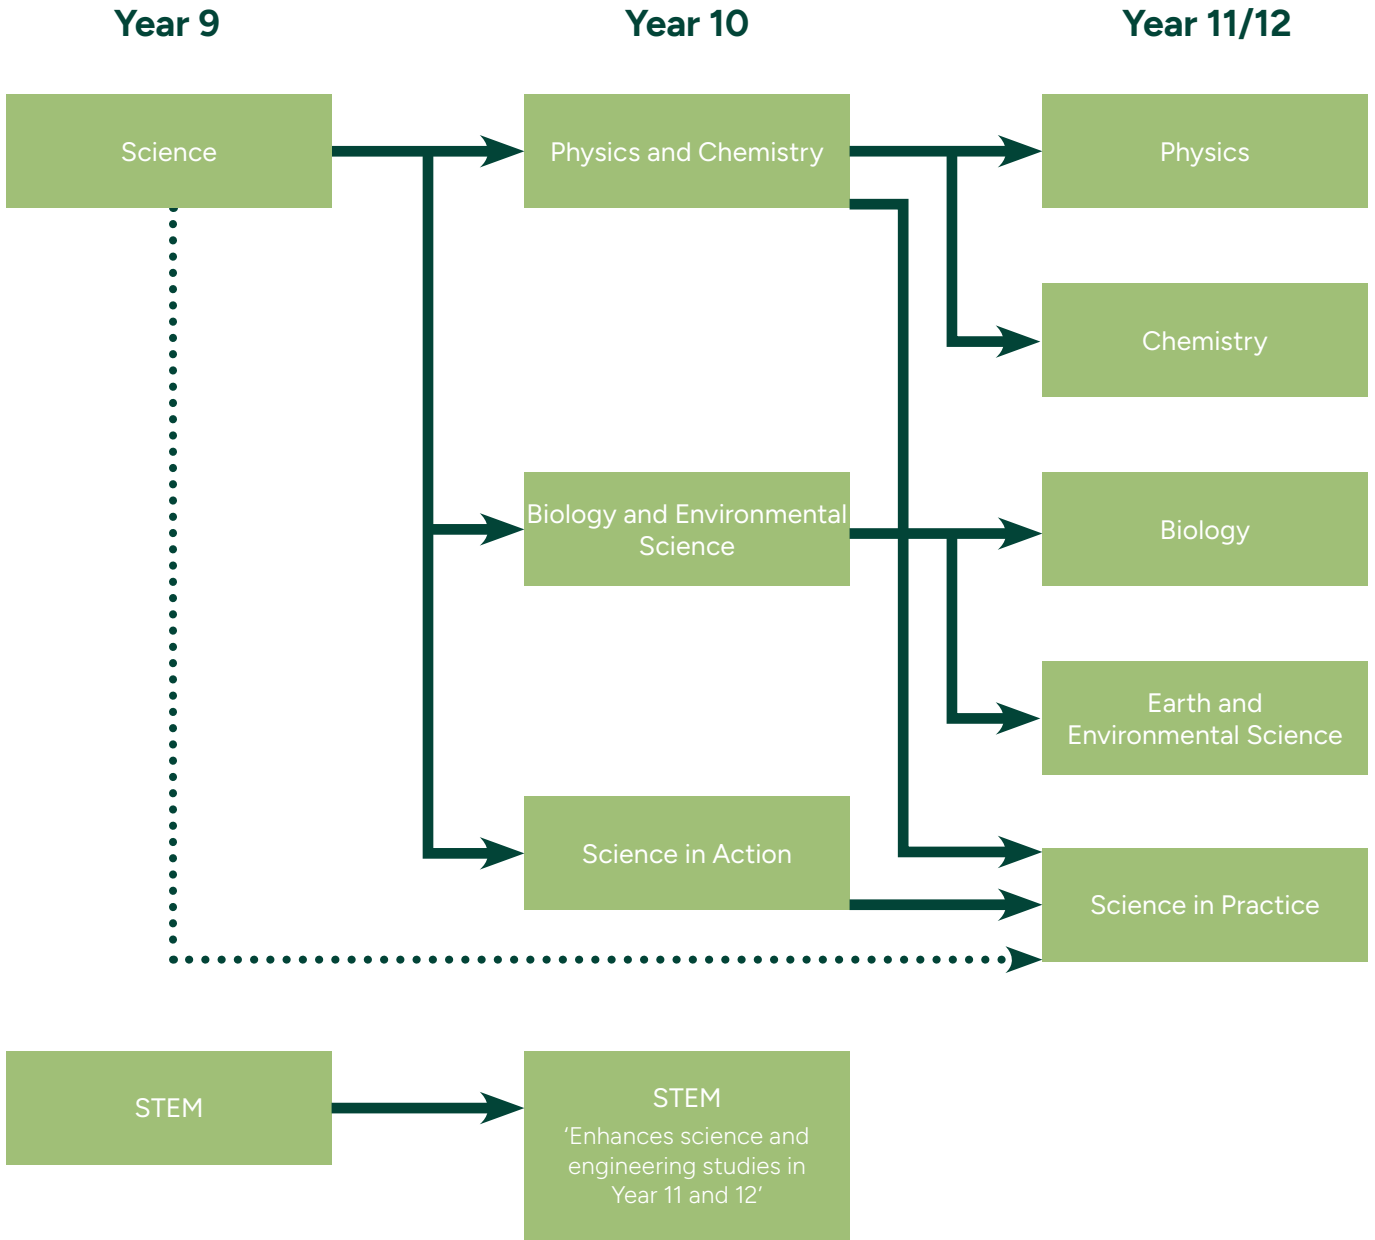 Year 9
Year 10
Year 11/12
Science
Physics and Chemistry
Physics
Chemistry
Biology and Environmental
Science
Biology
Earth and
Environmental Science
Science in Action
Science in Practice
STEM
STEM
‘Enhances science and
engineering studies in
Year 11 and 12’